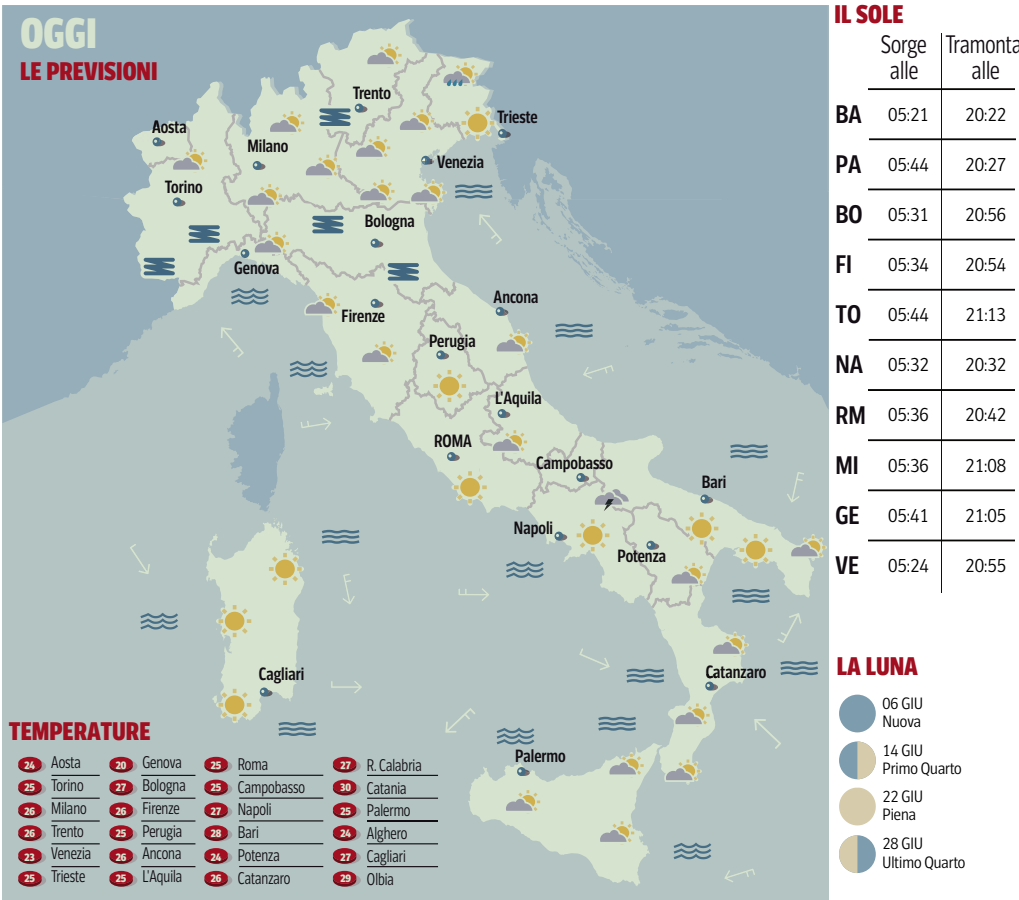 OGGI
LE PREVISIONI
Trento
Aosta
Trieste
Milano
Venezia
Torino
Bologna
Genova
Ancona
Firenze
Perugia
L'Aquila
ROMA
Campobasso
Bari
Napoli
Potenza
Cagliari
Catanzaro
Palermo
TEMPERATURE
24 Aosta
25 Torino
26 Milano
26 Trento
23 Venezia
25 Trieste
20 Genova
27 Bologna
26 Firenze
25 Perugia
26 Ancona
25 L'Aquila
25 Roma
25 Campobasso
27 Napoli
28 Bari
24 Potenza
26 Catanzaro
27 R. Calabria
30 Catania
25 Palermo
24 Alghero
27 Cagliari
29 Olbia
IL SOLE
Sorge alle Tramonta alle
BA 05:21 20:22
PA 05:44 20:27
BO 05:31 20:56
FI 05:34 20:54
TO 05:44 21:13
NA 05:32 20:32
RM 05:36 20:42
MI 05:36 21:08
GE 05:41 21:05
VE 05:24 20:55
LA LUNA
06 GIU
Nuova
14 GIU
Primo Quarto
22 GIU
Piena
28 GIU
Ultimo Quarto